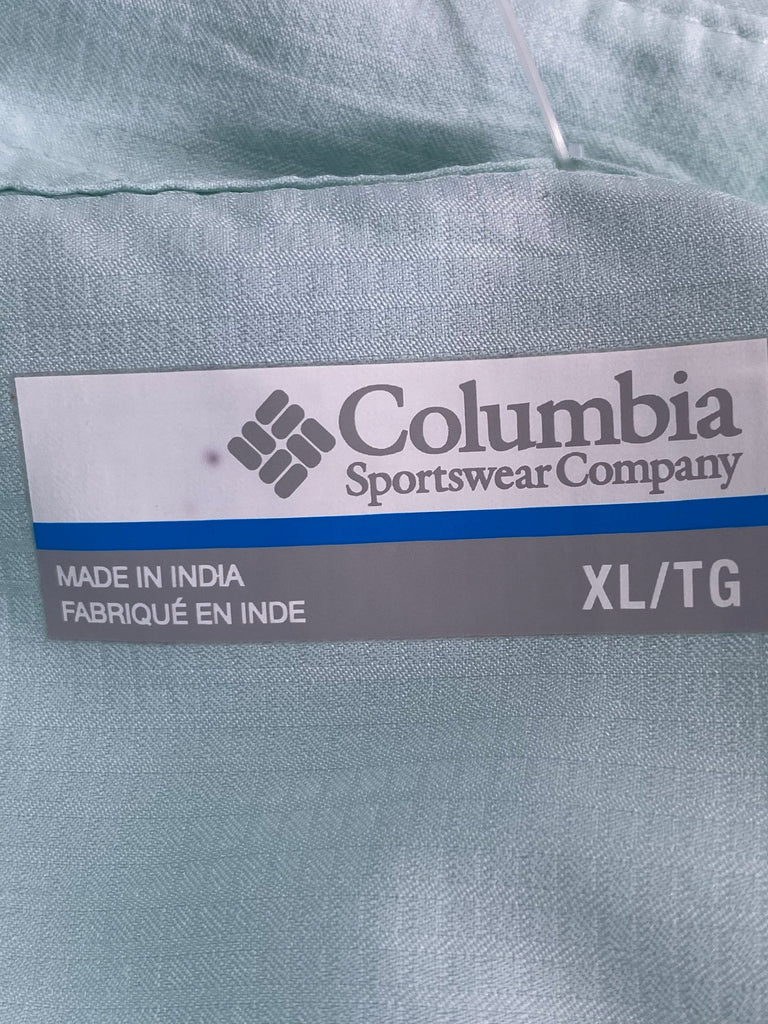 Columbia
Sportswear Company
MADE IN INDIA
FABRIQUÉ EN INDE
XL/TG